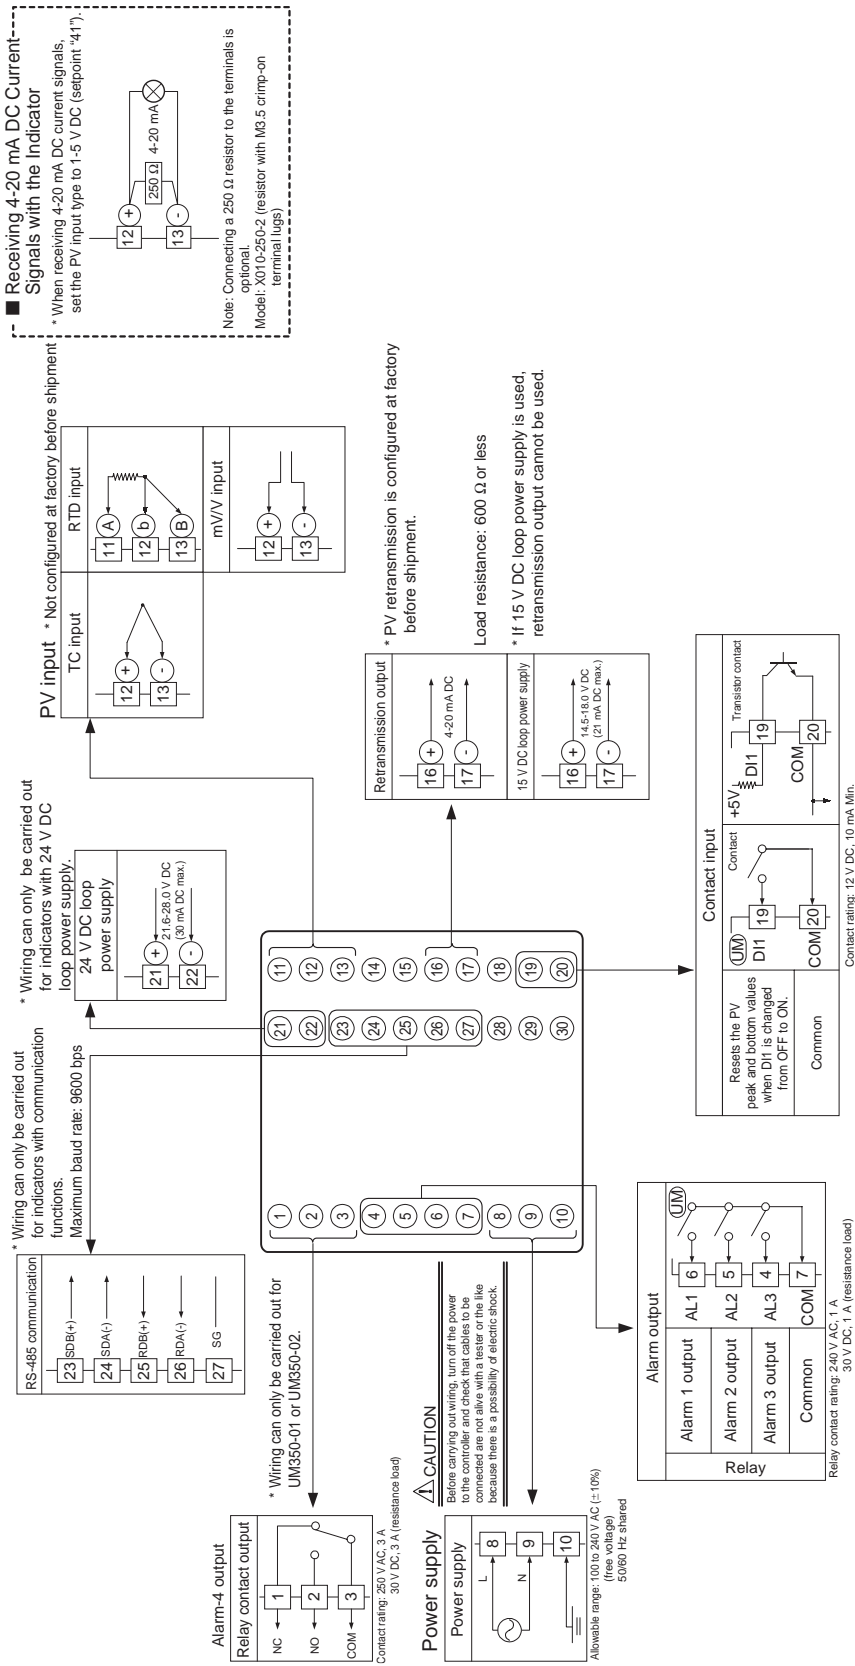 ■ Receiving 4-20 mA DC Current
Signals with the Indicator
* When receiving 4-20 mA DC current signals,
set the PV input type to 1-5 V DC (setpoint "41").
12
+
250 Ω
4-20 mA
13
-
Note: Connecting a 250 Ω resistor to the terminals is
optional.
Model: X010-250-2 (resistor with M3.5 crimp-on
terminal lugs)
PV input
* Not configured at factory before shipment
TC input
12
+
13
-
RTD input
11
A
12
b
13
B
mV/V input
12
+
13
-
* Wiring can only be carried out
for indicators with 24 V DC
loop power supply.
24 V DC loop
power supply
21
+
21.6-28.0 V DC
(30 mA DC max.)
22
-
Retransmission output
16
+
4-20 mA DC
17
-
15 V DC loop power supply
16
+
14.5-18.0 V DC
(21 mA DC max.)
17
-
* PV retransmission is configured at factory
before shipment.
Load resistance: 600 Ω or less
* If 15 V DC loop power supply is used,
retransmission output cannot be used.
* Wiring can only be carried out
for indicators with communication
functions.
Maximum baud rate: 9600 bps
RS-485 communication
23
SDB(+)
24
SDA(-)
25
RDB(+)
26
RDA(-)
27
SG
1
2
3
4
5
6
7
8
9
10
21
22
23
24
25
26
27
28
29
30
11
12
13
14
15
16
17
18
19
20
Contact input
Resets the PV
peak and bottom values
when DI1 is changed
from OFF to ON.
Common
UM
Contact
DI1
19
COM
20
Transistor contact
+5V
DI1
19
COM
20
Contact rating: 12 V DC, 10 mA Min.
* Wiring can only be carried out for
UM350-01 or UM350-02.
Alarm-4 output
Relay contact output
NC
1
NO
2
COM
3
Contact rating: 250 V AC, 3 A
30 V DC, 3 A (resistance load)
CAUTION
Before carrying out wiring, turn off the power
to the controller and check that cables to be
connected are not alive with a tester or the like
because there is a possibility of electric shock.
Power supply
Power supply
L
8
N
9
10
Allowable range: 100 to 240 V AC (±10%)
(free voltage)
50/60 Hz shared
Alarm output
Relay
Alarm 1 output
AL1
6
UM
Alarm 2 output
AL2
5
Alarm 3 output
AL3
4
Common
COM
7
Relay contact rating: 240 V AC, 1 A
30 V DC, 1 A (resistance load)